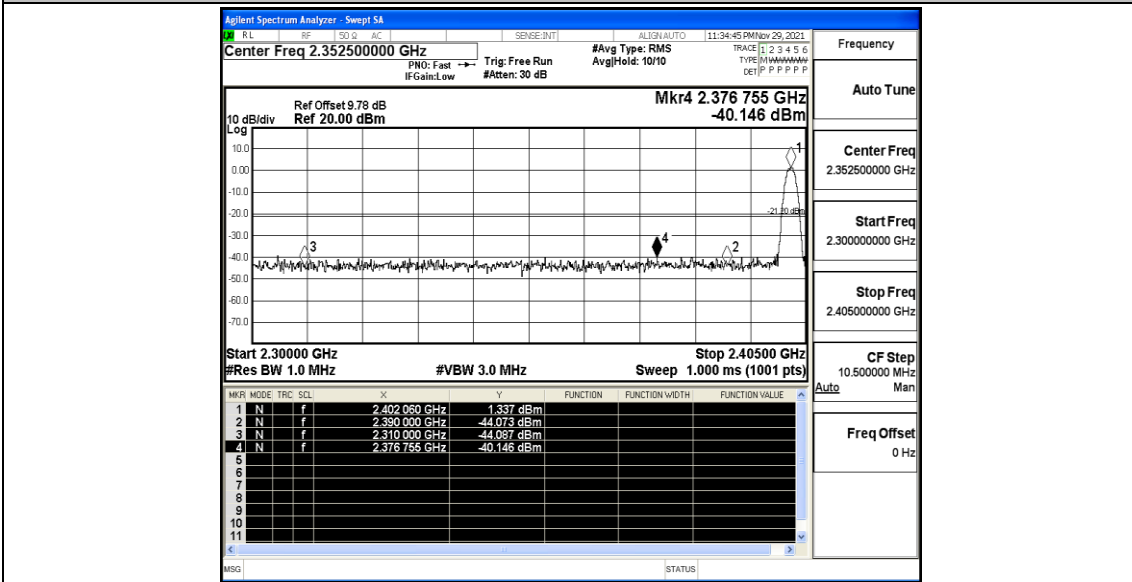 Agilent Spectrum Analyzer - Swept SA
LXI RL RF 50 Ω AC SENSE:INT ALIGNAUTO 11:34:45 PM Nov 29, 2021
Center Freq 2.352500000 GHz
PNO: Fast
IFGain:Low
Trig: Free Run
#Atten: 30 dB
#Avg Type: RMS
Avg|Hold: 10/10
TRACE 1 2 3 4 5 6
TYPE M WWWWW
DET P P P P P P
Frequency
Mkr4 2.376 755 GHz
-40.146 dBm
Ref Offset 9.78 dB
10 dB/div Ref 20.00 dBm
Log
10.0
0.00
-10.0
-20.0
-30.0
-40.0
-50.0
-60.0
-70.0
1
-21.20 dBm
3
4
2
Start 2.30000 GHz Stop 2.40500 GHz
#Res BW 1.0 MHz #VBW 3.0 MHz Sweep 1.000 ms (1001 pts)
MKR MODE TRC SCL X Y FUNCTION FUNCTION WIDTH FUNCTION VALUE
1 N f 2.402 060 GHz 1.337 dBm
2 N f 2.390 000 GHz -44.073 dBm
3 N f 2.310 000 GHz -44.087 dBm
4 N f 2.376 755 GHz -40.146 dBm
5
6
7
8
9
10
11
MSG STATUS
Auto Tune
Center Freq
2.352500000 GHz
Start Freq
2.300000000 GHz
Stop Freq
2.405000000 GHz
CF Step
10.500000 MHz
Auto Man
Freq Offset
0 Hz